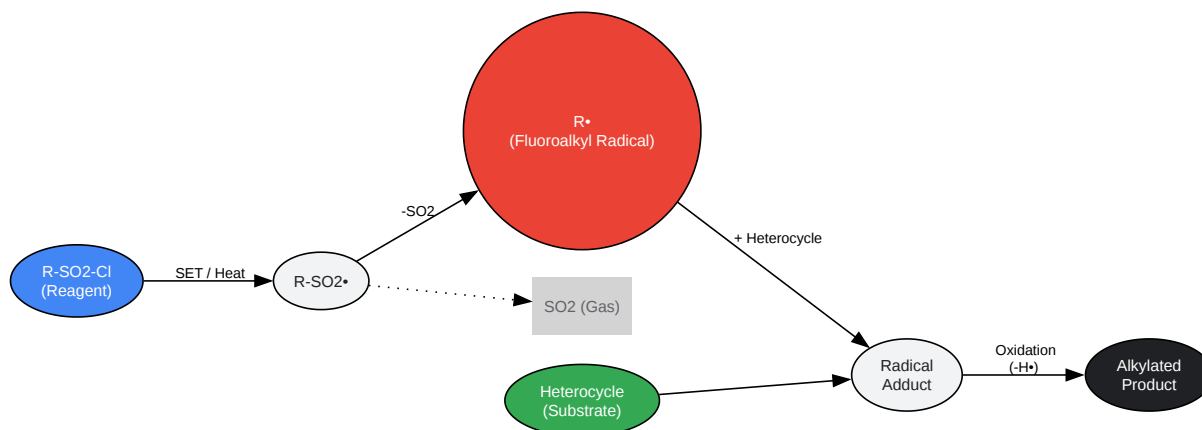 R•
(Fluoroalkyl Radical)
-SO2
+ Heterocycle
R-SO2-Cl
(Reagent)
SET / Heat
R-SO2•
SO2 (Gas)
Heterocycle
(Substrate)
Radical
Adduct
Oxidation
(-H•)
Alkylated
Product